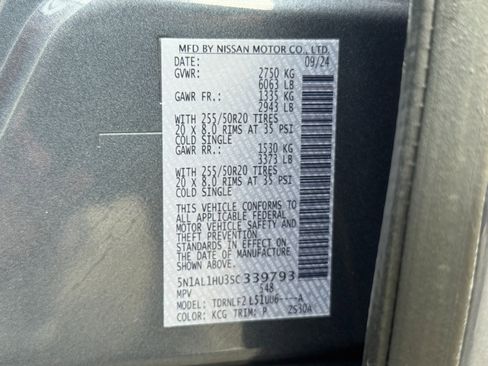 MFD BY NISSAN MOTOR CO., LTD.
DATE: 09/24
GVWR: 2750 KG
6063 LB
GAWR FR.: 1335 KG
2943 LB
WITH 255/50R20 TIRES
20 X 8.0 RIMS AT 35 PSI
COLD SINGLE
GAWR RR.: 1530 KG
3373 LB
WITH 255/50R20 TIRES
20 X 8.0 RIMS AT 35 PSI
COLD SINGLE
THIS VEHICLE CONFORMS TO
ALL APPLICABLE FEDERAL
MOTOR VEHICLE SAFETY AND
THEFT PREVENTION
STANDARDS IN EFFECT ON
THE DATE OF MANUFACTURE
SHOWN ABOVE.
5N1AL1HU3SC339793
MPV 548
MODEL: TDRNLF2 L51UU6----A
COLOR: KCG TRIM: P 2S30A